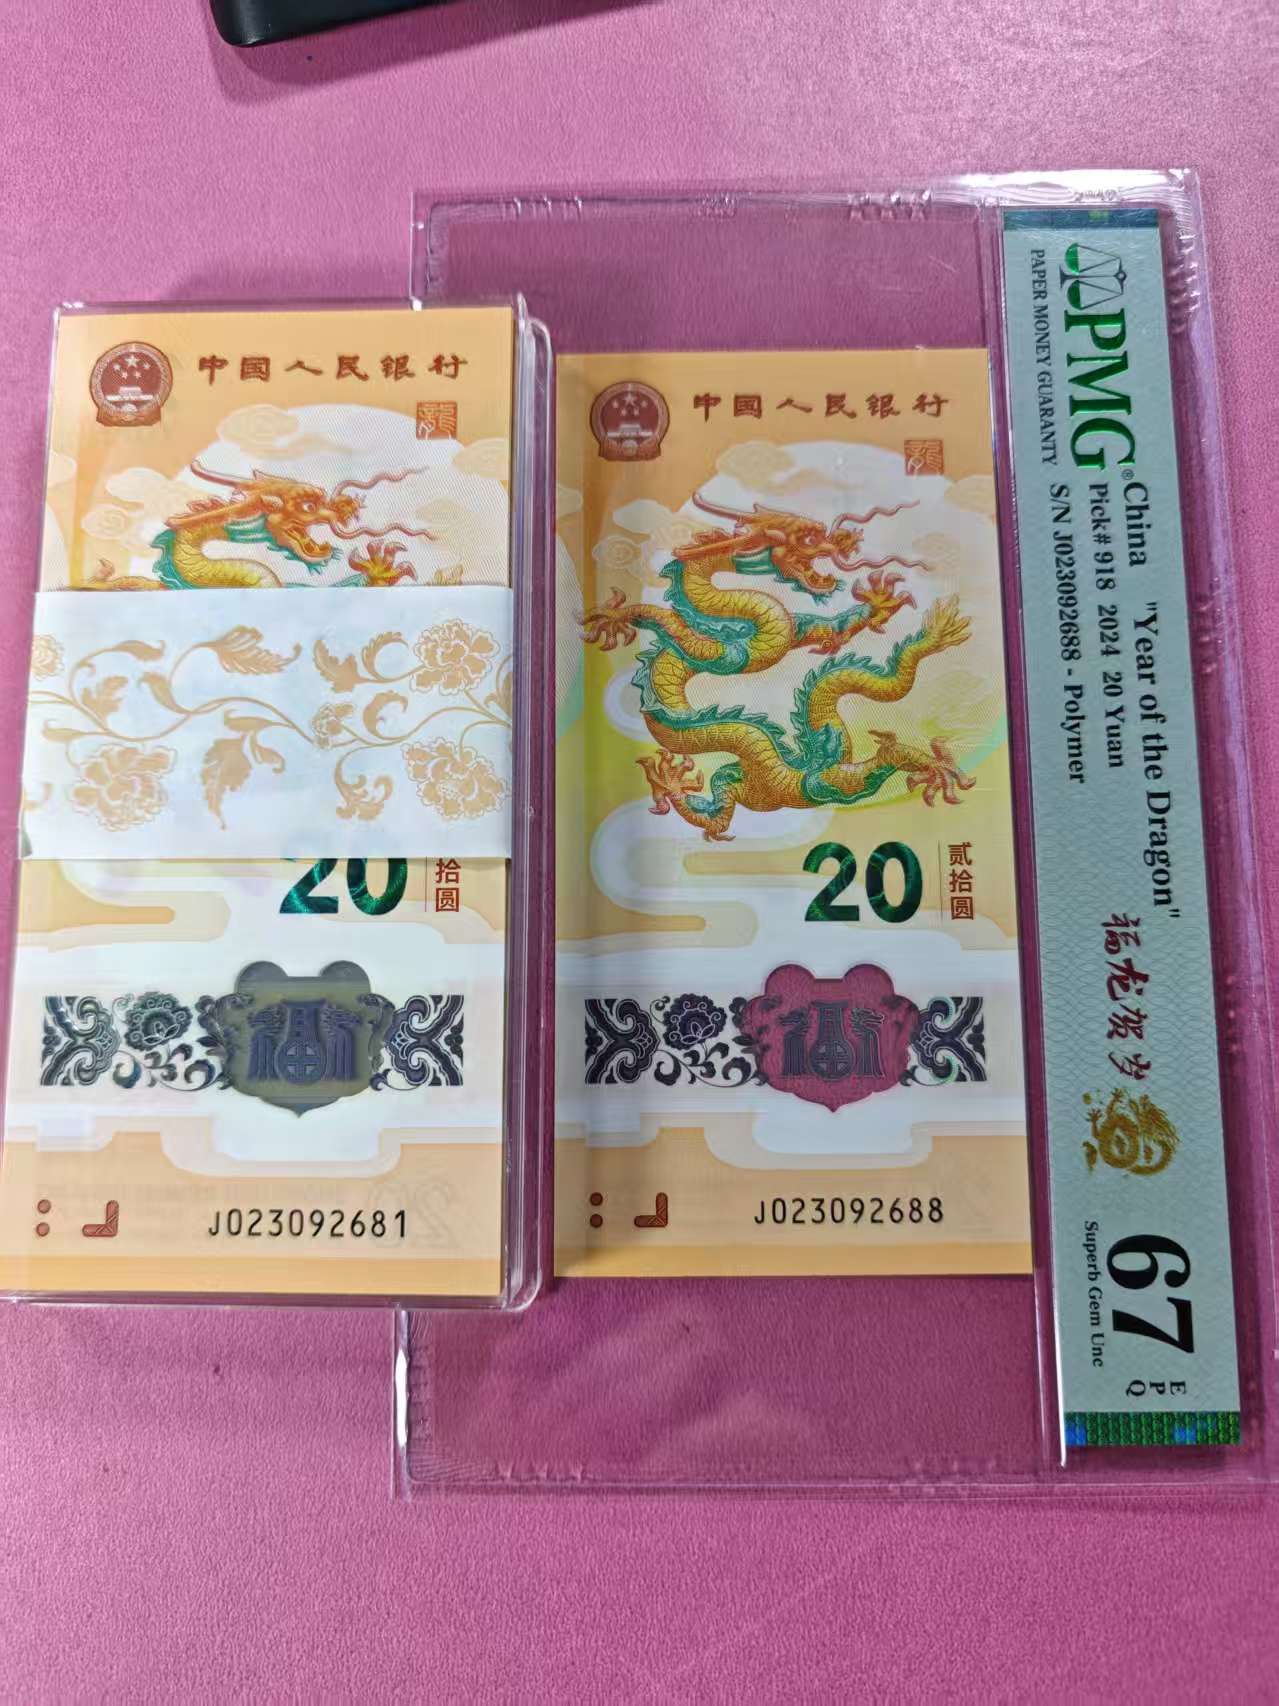 中国人民银行
龍
20
拾圆
福
J023092681
中国人民银行
龍
20
贰拾圆
福
J023092688
PMG®
PAPER MONEY GUARANTY
China "Year of the Dragon"
Pick# 918 2024 20 Yuan
S/N J023092688 - Polymer
福龙贺岁
67
EPQ
Superb Gem Unc